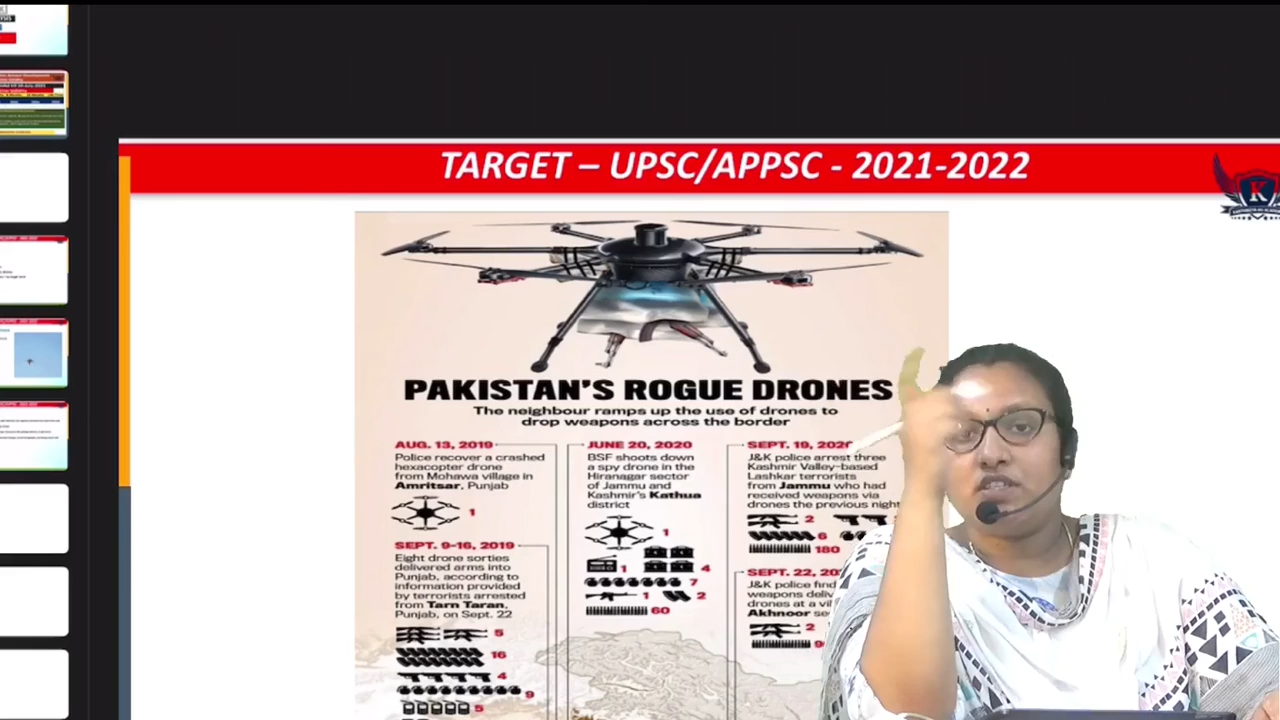 TARGET – UPSC/APPSC - 2021-2022
K
PAKISTAN'S ROGUE DRONES
The neighbour ramps up the use of drones to
drop weapons across the border
AUG. 13, 2019
Police recover a crashed
hexacopter drone
from Mohawa village in
Amritsar, Punjab
1
SEPT. 9-16, 2019
Eight drone sorties
delivered arms into
Punjab, according to
information provided
by terrorists arrested
from Tarn Taran,
Punjab, on Sept. 22
5
16
4
9
5
JUNE 20, 2020
BSF shoots down
a spy drone in the
Hiranagar sector
of Jammu and
Kashmir's Kathua
district
1
1 4
7
1 2
60
SEPT. 19, 2020
J&K police arrest three
Kashmir Valley-based
Lashkar terrorists
from Jammu who had
received weapons via
drones the previous night
2
6
180
SEPT. 22,
J&K police find
weapons
drones at a
Akhnoor
2